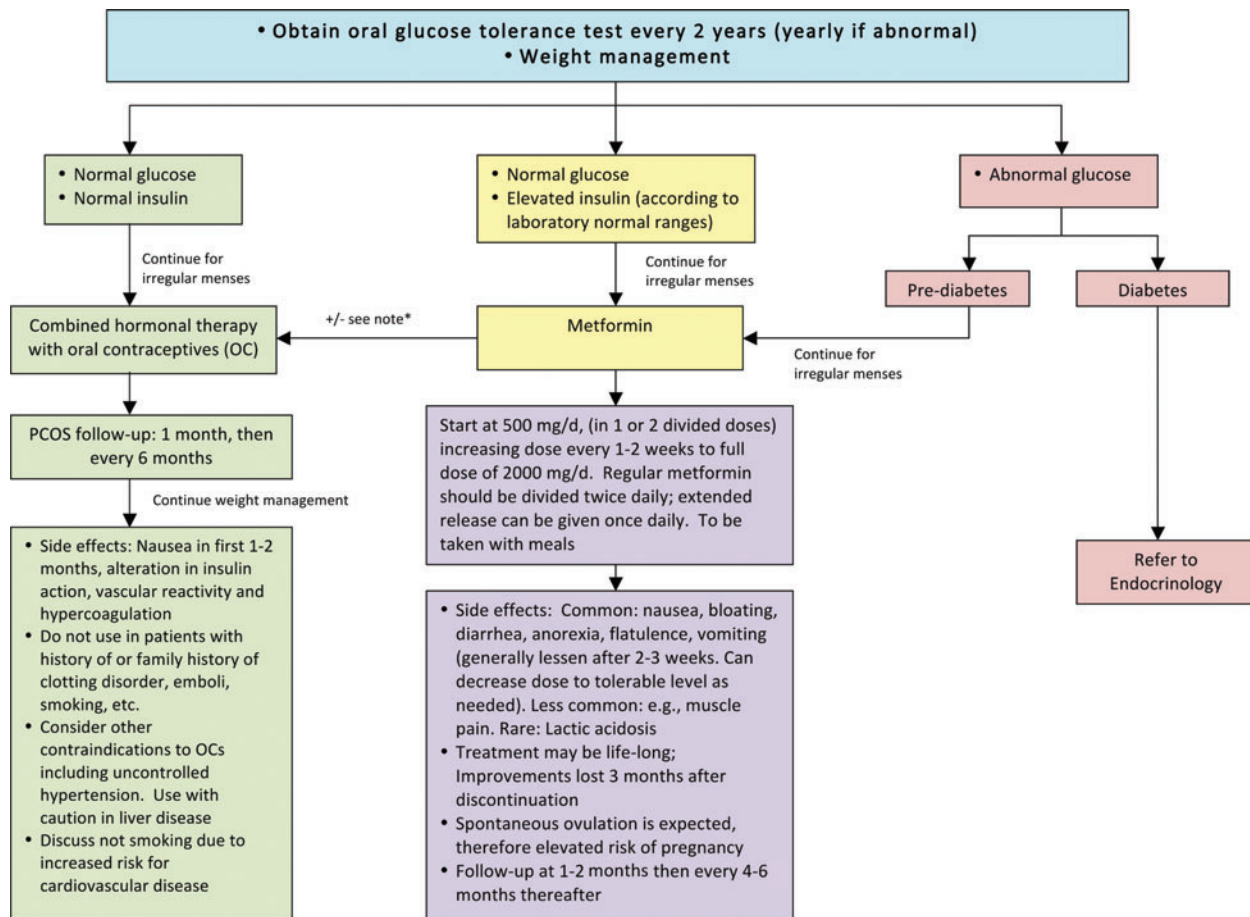 • Obtain oral glucose tolerance test every 2 years (yearly if abnormal)
• Weight management
• Normal glucose
• Normal insulin
• Normal glucose
• Elevated insulin (according to
laboratory normal ranges)
• Abnormal glucose
Continue for
irregular menses
Continue for
irregular menses
Pre-diabetes
Diabetes
Combined hormonal therapy
with oral contraceptives (OC)
+/- see note*
Metformin
Continue for
irregular menses
PCOS follow-up: 1 month, then
every 6 months
Continue weight management
• Side effects: Nausea in first 1-2
months, alteration in insulin
action, vascular reactivity and
hypercoagulation
• Do not use in patients with
history of or family history of
clotting disorder, emboli,
smoking, etc.
• Consider other
contraindications to OCs
including uncontrolled
hypertension. Use with
caution in liver disease
• Discuss not smoking due to
increased risk for
cardiovascular disease
Start at 500 mg/d, (in 1 or 2 divided doses)
increasing dose every 1-2 weeks to full
dose of 2000 mg/d. Regular metformin
should be divided twice daily; extended
release can be given once daily. To be
taken with meals
• Side effects: Common: nausea, bloating,
diarrhea, anorexia, flatulence, vomiting
(generally lessen after 2-3 weeks. Can
decrease dose to tolerable level as
needed). Less common: e.g., muscle
pain. Rare: Lactic acidosis
• Treatment may be life-long;
Improvements lost 3 months after
discontinuation
• Spontaneous ovulation is expected,
therefore elevated risk of pregnancy
• Follow-up at 1-2 months then every 4-6
months thereafter
Refer to
Endocrinology